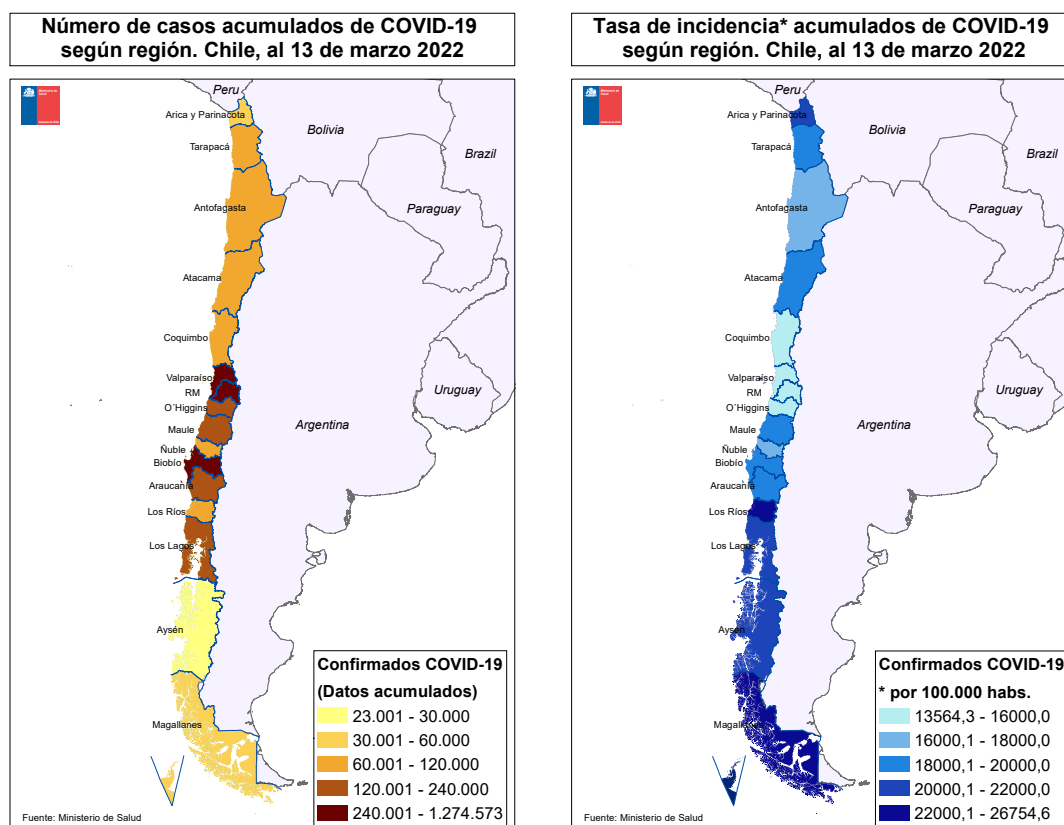 Número de casos acumulados de COVID-19
según región. Chile, al 13 de marzo 2022
Peru
Arica y Parinacota
Bolivia
Tarapacá
Brazil
Antofagasta
Paraguay
Atacama
Coquimbo
Valparaíso
RM
Uruguay
O´Higgins
Argentina
Maule
Ñuble
Biobío
Araucanía
Los Ríos
Los Lagos
Aysén
Magallanes
Confirmados COVID-19
(Datos acumulados)
23.001 - 30.000
30.001 - 60.000
60.001 - 120.000
120.001 - 240.000
240.001 - 1.274.573
Fuente: Ministerio de Salud
Tasa de incidencia* acumulados de COVID-19
según región. Chile, al 13 de marzo 2022
Peru
Arica y Parinacota
Bolivia
Tarapacá
Brazil
Antofagasta
Paraguay
Atacama
Coquimbo
Valparaíso
RM
Uruguay
O´Higgins
Argentina
Maule
Ñuble
Biobío
Araucanía
Los Ríos
Los Lagos
Aysén
Magallanes
Confirmados COVID-19
* por 100.000 habs.
13564,3 - 16000,0
16000,1 - 18000,0
18000,1 - 20000,0
20000,1 - 22000,0
22000,1 - 26754,6
Fuente: Ministerio de Salud